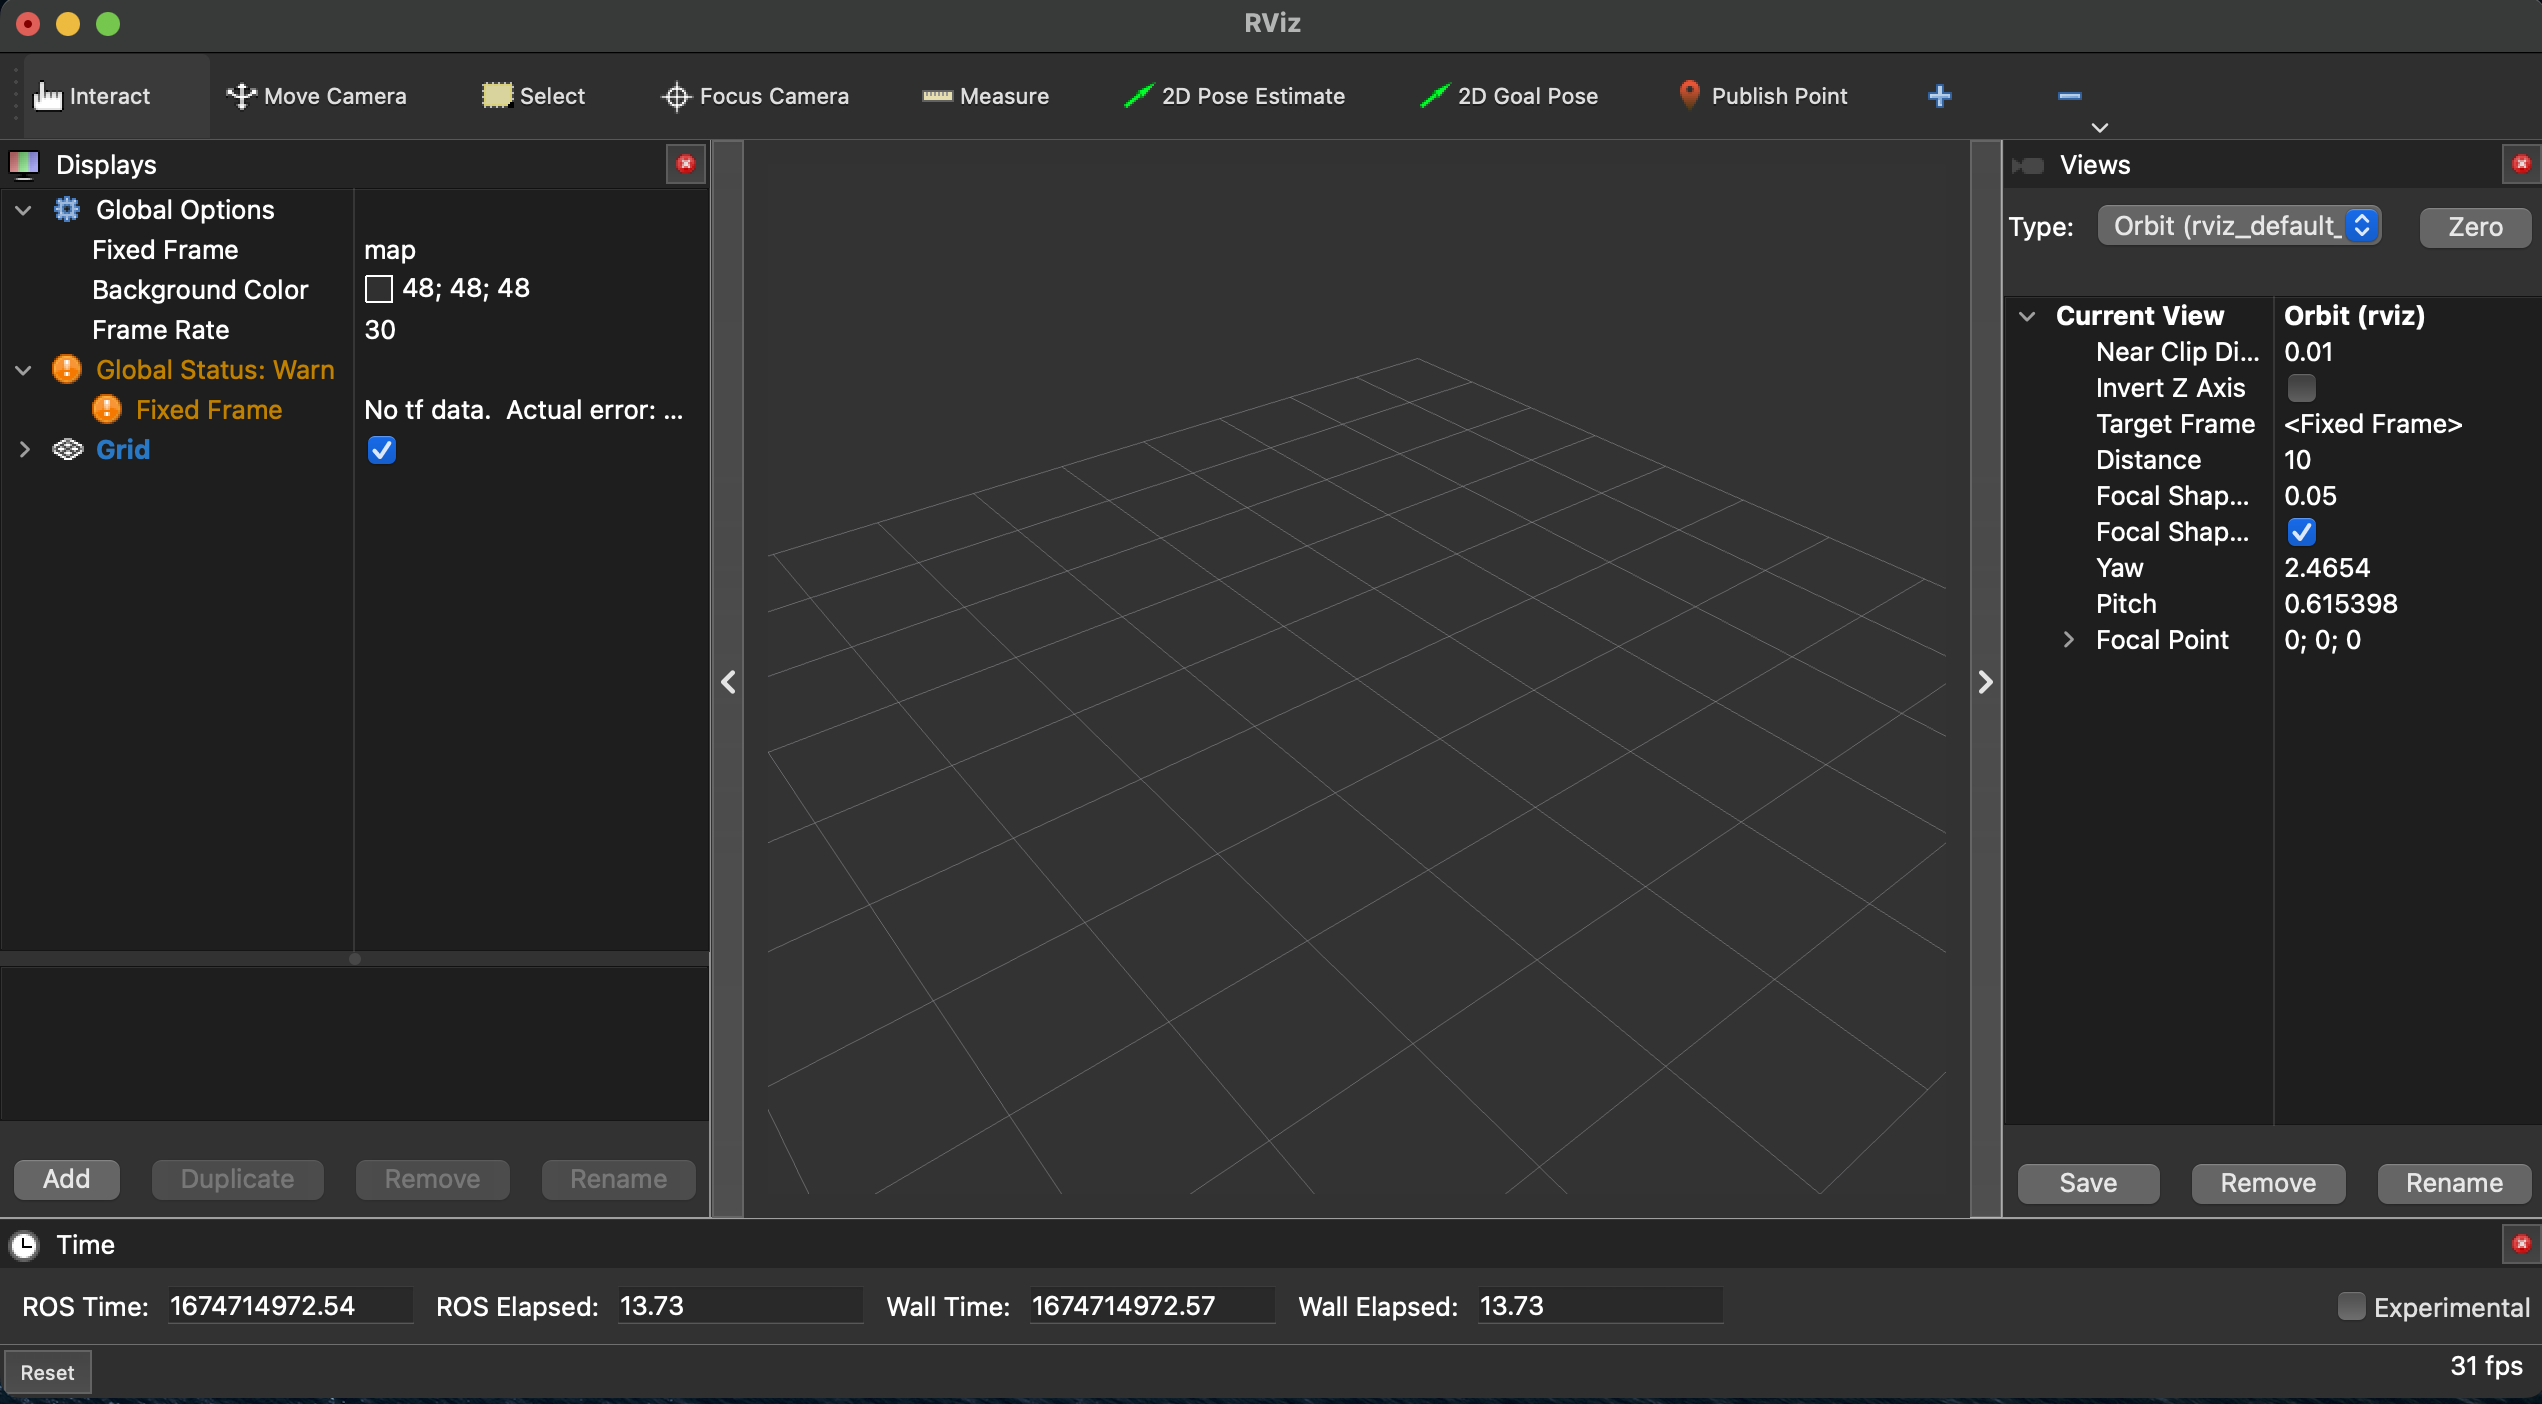 RViz
Interact Move Camera Select Focus Camera Measure 2D Pose Estimate 2D Goal Pose Publish Point
Displays
Global Options
Fixed Frame map
Background Color 48; 48; 48
Frame Rate 30
Global Status: Warn
Fixed Frame No tf data. Actual error: ...
Grid
Add Duplicate Remove Rename
Views
Type: Orbit (rviz_default_ Zero
Current View Orbit (rviz)
Near Clip Di... 0.01
Invert Z Axis
Target Frame <Fixed Frame>
Distance 10
Focal Shap... 0.05
Focal Shap...
Yaw 2.4654
Pitch 0.615398
Focal Point 0; 0; 0
Save Remove Rename
Time
ROS Time: 1674714972.54 ROS Elapsed: 13.73 Wall Time: 1674714972.57 Wall Elapsed: 13.73 Experimental
Reset 31 fps